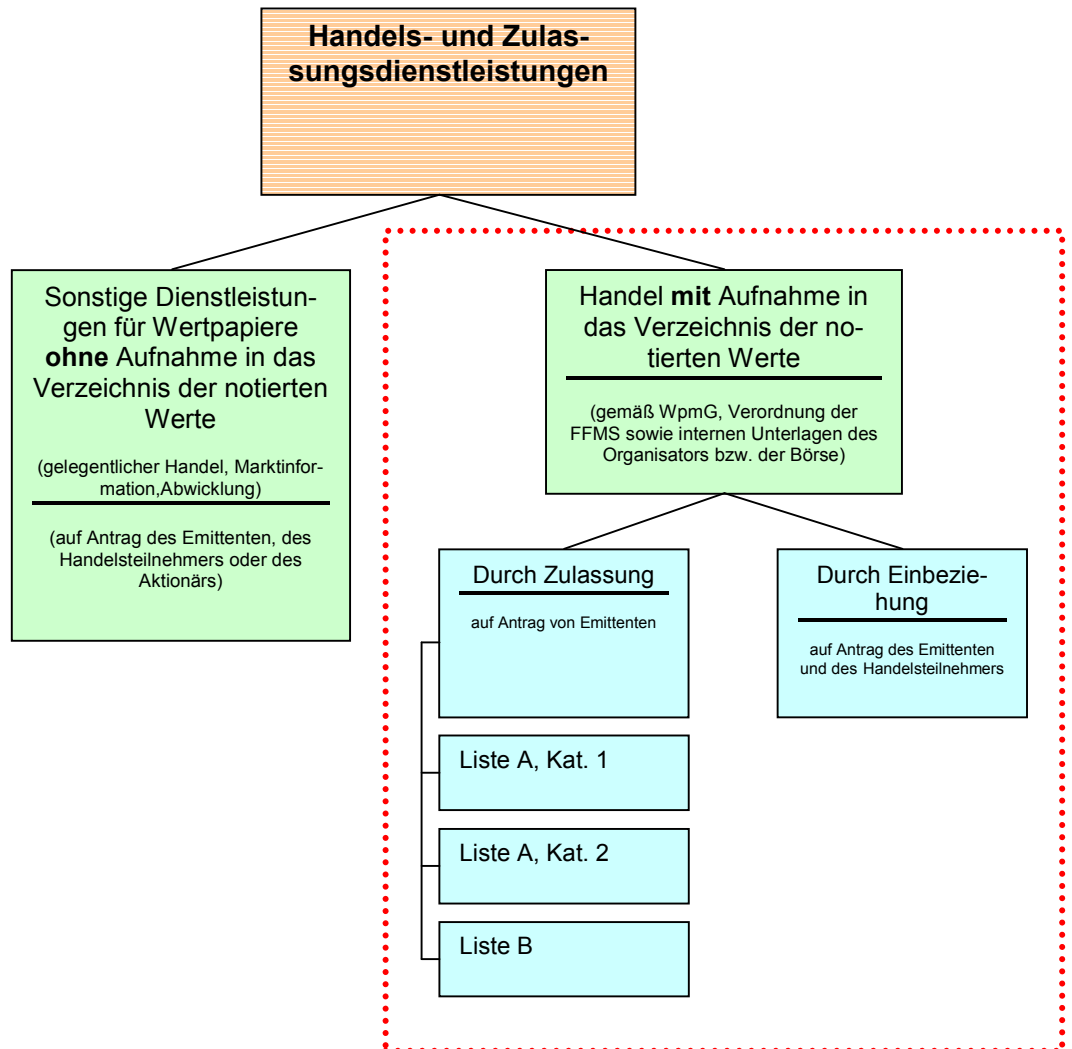 Handels- und Zulas-
sungsdienstleistungen
Sonstige Dienstleistun-
gen für Wertpapiere
ohne Aufnahme in das
Verzeichnis der notierten
Werte
(gelegentlicher Handel, Marktinfor-
mation,Abwicklung)
(auf Antrag des Emittenten, des
Handelsteilnehmers oder des
Aktionärs)
Handel mit Aufnahme in
das Verzeichnis der no-
tierten Werte
(gemäß WpmG, Verordnung der
FFMS sowie internen Unterlagen des
Organisators bzw. der Börse)
Durch Zulassung
auf Antrag von Emittenten
Durch Einbezie-
hung
auf Antrag des Emittenten
und des Handelsteilnehmers
Liste A, Kat. 1
Liste A, Kat. 2
Liste B